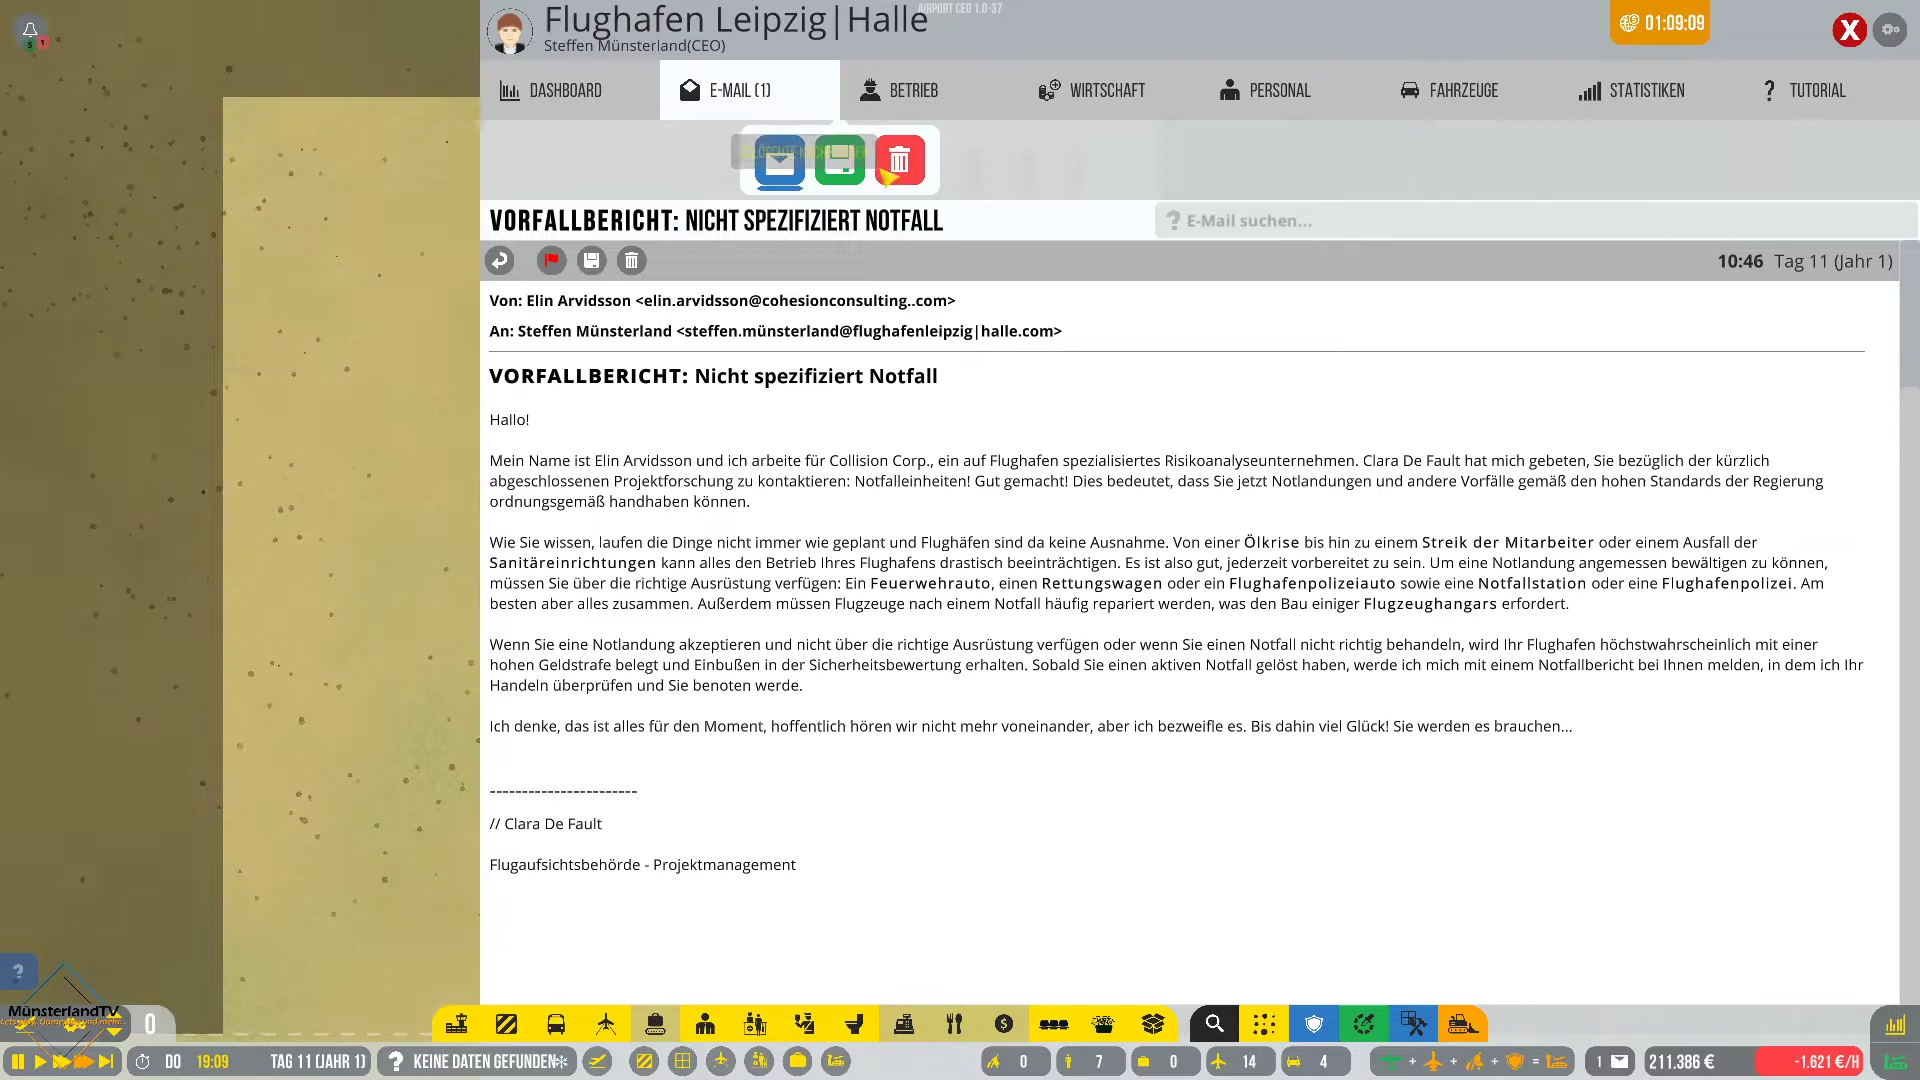 AIRPORT CEO 1.0-37
Flughafen Leipzig|Halle
Steffen Münsterland(CEO)
01:09:09
X
5 1
DASHBOARD
E-MAIL (1)
BETRIEB
WIRTSCHAFT
PERSONAL
FAHRZEUGE
STATISTIKEN
? TUTORIAL
VORFALLBERICHT: NICHT SPEZIFIZIERT NOTFALL
? E-Mail suchen...
10:46 Tag 11 (Jahr 1)
Von: Elin Arvidsson <elin.arvidsson@cohesionconsulting..com>
An: Steffen Münsterland <steffen.münsterland@flughafenleipzig|halle.com>
VORFALLBERICHT: Nicht spezifiziert Notfall
Hallo!
Mein Name ist Elin Arvidsson und ich arbeite für Collision Corp., ein auf Flughafen spezialisiertes Risikoanalyseunternehmen. Clara De Fault hat mich gebeten, Sie bezüglich der kürzlich
abgeschlossenen Projektforschung zu kontaktieren: Notfalleinheiten! Gut gemacht! Dies bedeutet, dass Sie jetzt Notlandungen und andere Vorfälle gemäß den hohen Standards der Regierung
ordnungsgemäß handhaben können.
Wie Sie wissen, laufen die Dinge nicht immer wie geplant und Flughäfen sind da keine Ausnahme. Von einer Ölkrise bis hin zu einem Streik der Mitarbeiter oder einem Ausfall der
Sanitäreinrichtungen kann alles den Betrieb Ihres Flughafens drastisch beeinträchtigen. Es ist also gut, jederzeit vorbereitet zu sein. Um eine Notlandung angemessen bewältigen zu können,
müssen Sie über die richtige Ausrüstung verfügen: Ein Feuerwehrauto, einen Rettungswagen oder ein Flughafenpolizeiauto sowie eine Notfallstation oder eine Flughafenpolizei. Am
besten aber alles zusammen. Außerdem müssen Flugzeuge nach einem Notfall häufig repariert werden, was den Bau einiger Flugzeughangars erfordert.
Wenn Sie eine Notlandung akzeptieren und nicht über die richtige Ausrüstung verfügen oder wenn Sie einen Notfall nicht richtig behandeln, wird Ihr Flughafen höchstwahrscheinlich mit einer
hohen Geldstrafe belegt und Einbußen in der Sicherheitsbewertung erhalten. Sobald Sie einen aktiven Notfall gelöst haben, werde ich mich mit einem Notfallbericht bei Ihnen melden, in dem ich Ihr
Handeln überprüfen und Sie benoten werde.
Ich denke, das ist alles für den Moment, hoffentlich hören wir nicht mehr voneinander, aber ich bezweifle es. Bis dahin viel Glück! Sie werden es brauchen...
-----------------------
// Clara De Fault
Flugaufsichtsbehörde - Projektmanagement
?
MünsterlandTV
0
DO 19:09 TAG 11 (JAHR 1)
? KEINE DATEN GEFUNDEN
0
7
0
14
4
+ + + =
1
211.386 €
-1.621 €/H